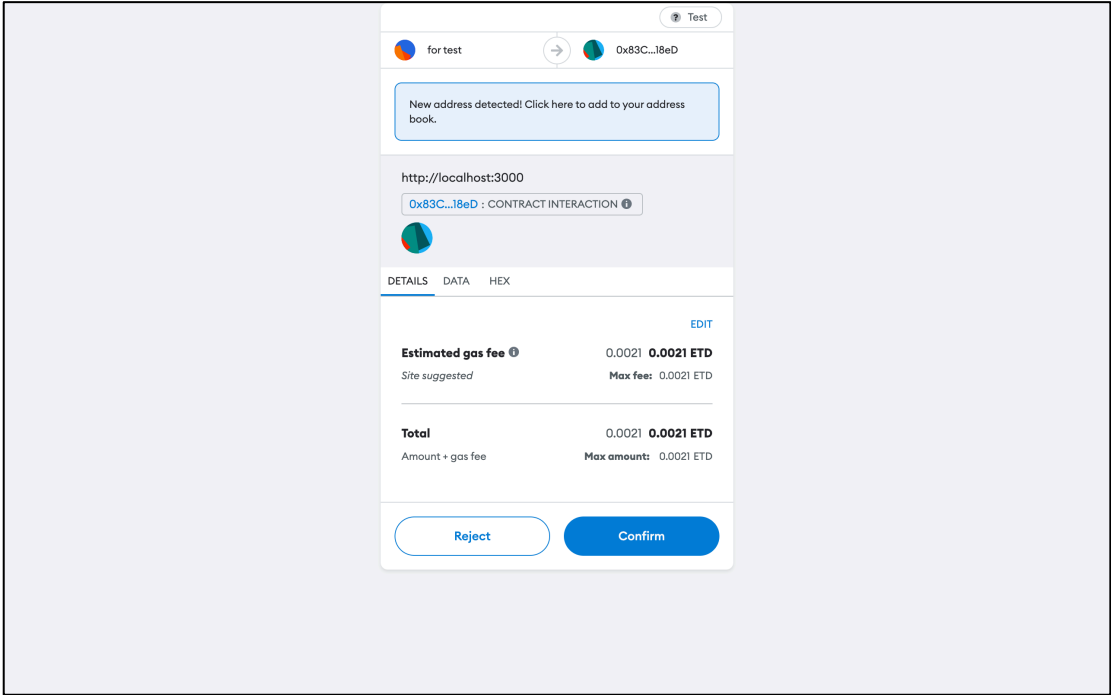 Test
for test 0x83C...18eD
New address detected! Click here to add to your address
book.
http://localhost:3000
0x83C...18eD : CONTRACT INTERACTION
DETAILS DATA HEX
EDIT
Estimated gas fee 0.0021 0.0021 ETD
Site suggested Max fee: 0.0021 ETD
Total 0.0021 0.0021 ETD
Amount + gas fee Max amount: 0.0021 ETD
Reject Confirm